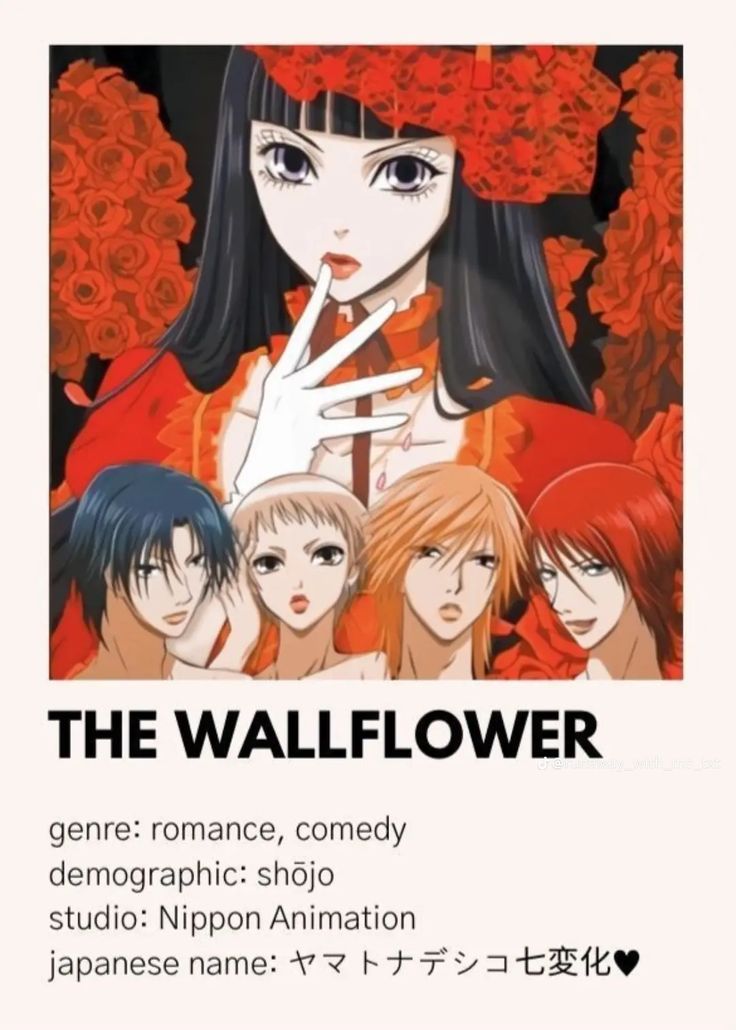 THE WALLFLOWER
genre: romance, comedy
demographic: shōjo
studio: Nippon Animation
japanese name: ヤマトナデシコ七変化♥